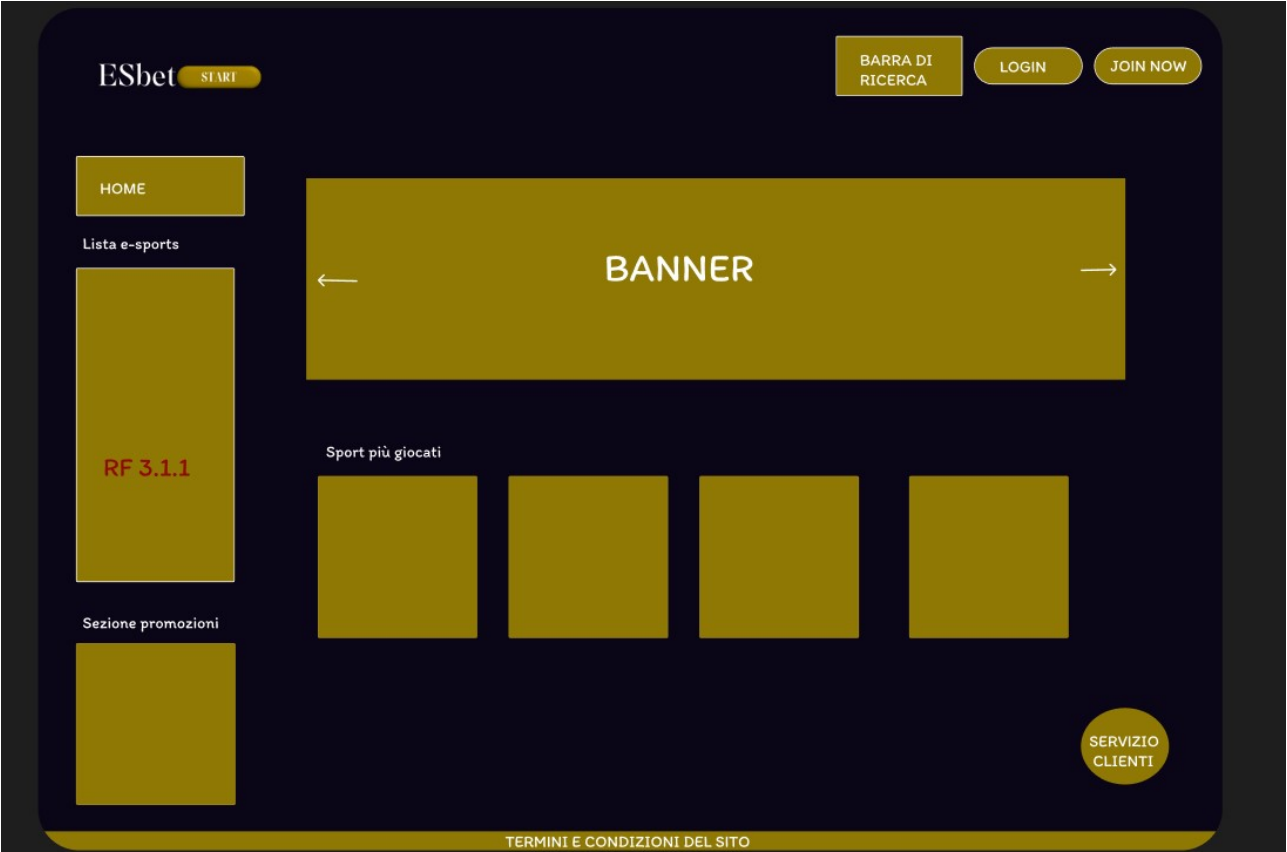 ESbet START
BARRA DI
RICERCA
LOGIN
JOIN NOW
HOME
Lista e-sports
RF 3.1.1
Sezione promozioni
BANNER
Sport più giocati
SERVIZIO
CLIENTI
TERMINI E CONDIZIONI DEL SITO